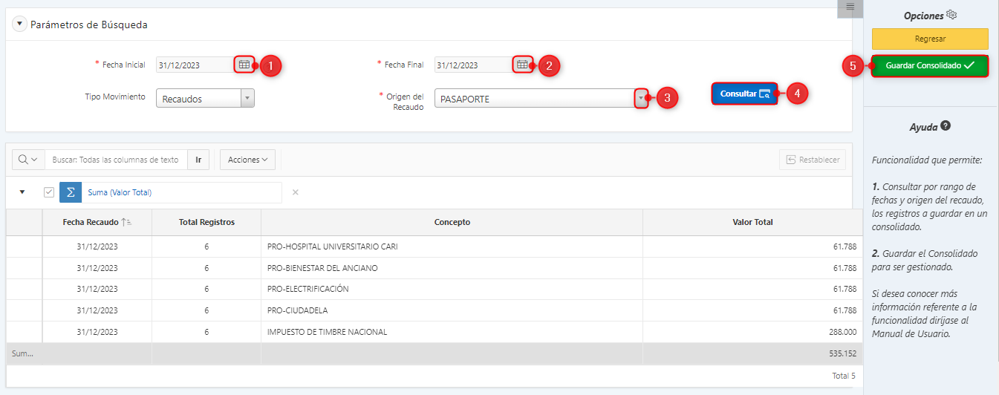 Parámetros de Búsqueda
* Fecha Inicial 31/12/2023 1
* Fecha Final 31/12/2023 2
Tipo Movimiento Recaudos
* Origen del
Recaudo
PASAPORTE 3
Consultar 4
Buscar: Todas las columnas de texto Ir Acciones Restablecer
Suma (Valor Total)
Fecha Recaudo Total Registros Concepto Valor Total
31/12/2023 6 PRO-HOSPITAL UNIVERSITARIO CARI 61.788
31/12/2023 6 PRO-BIENESTAR DEL ANCIANO 61.788
31/12/2023 6 PRO-ELECTRIFICACIÓN 61.788
31/12/2023 6 PRO-CIUDADELA 61.788
31/12/2023 6 IMPUESTO DE TIMBRE NACIONAL 288.000
Sum... 535.152
Total 5
Opciones
Regresar
5 Guardar Consolidado
Ayuda
Funcionalidad que permite:
1. Consultar por rango de
fechas y origen del recaudo,
los registros a guardar en un
consolidado.
2. Guardar el Consolidado
para ser gestionado.
Si desea conocer más
información referente a la
funcionalidad diríjase al
Manual de Usuario.